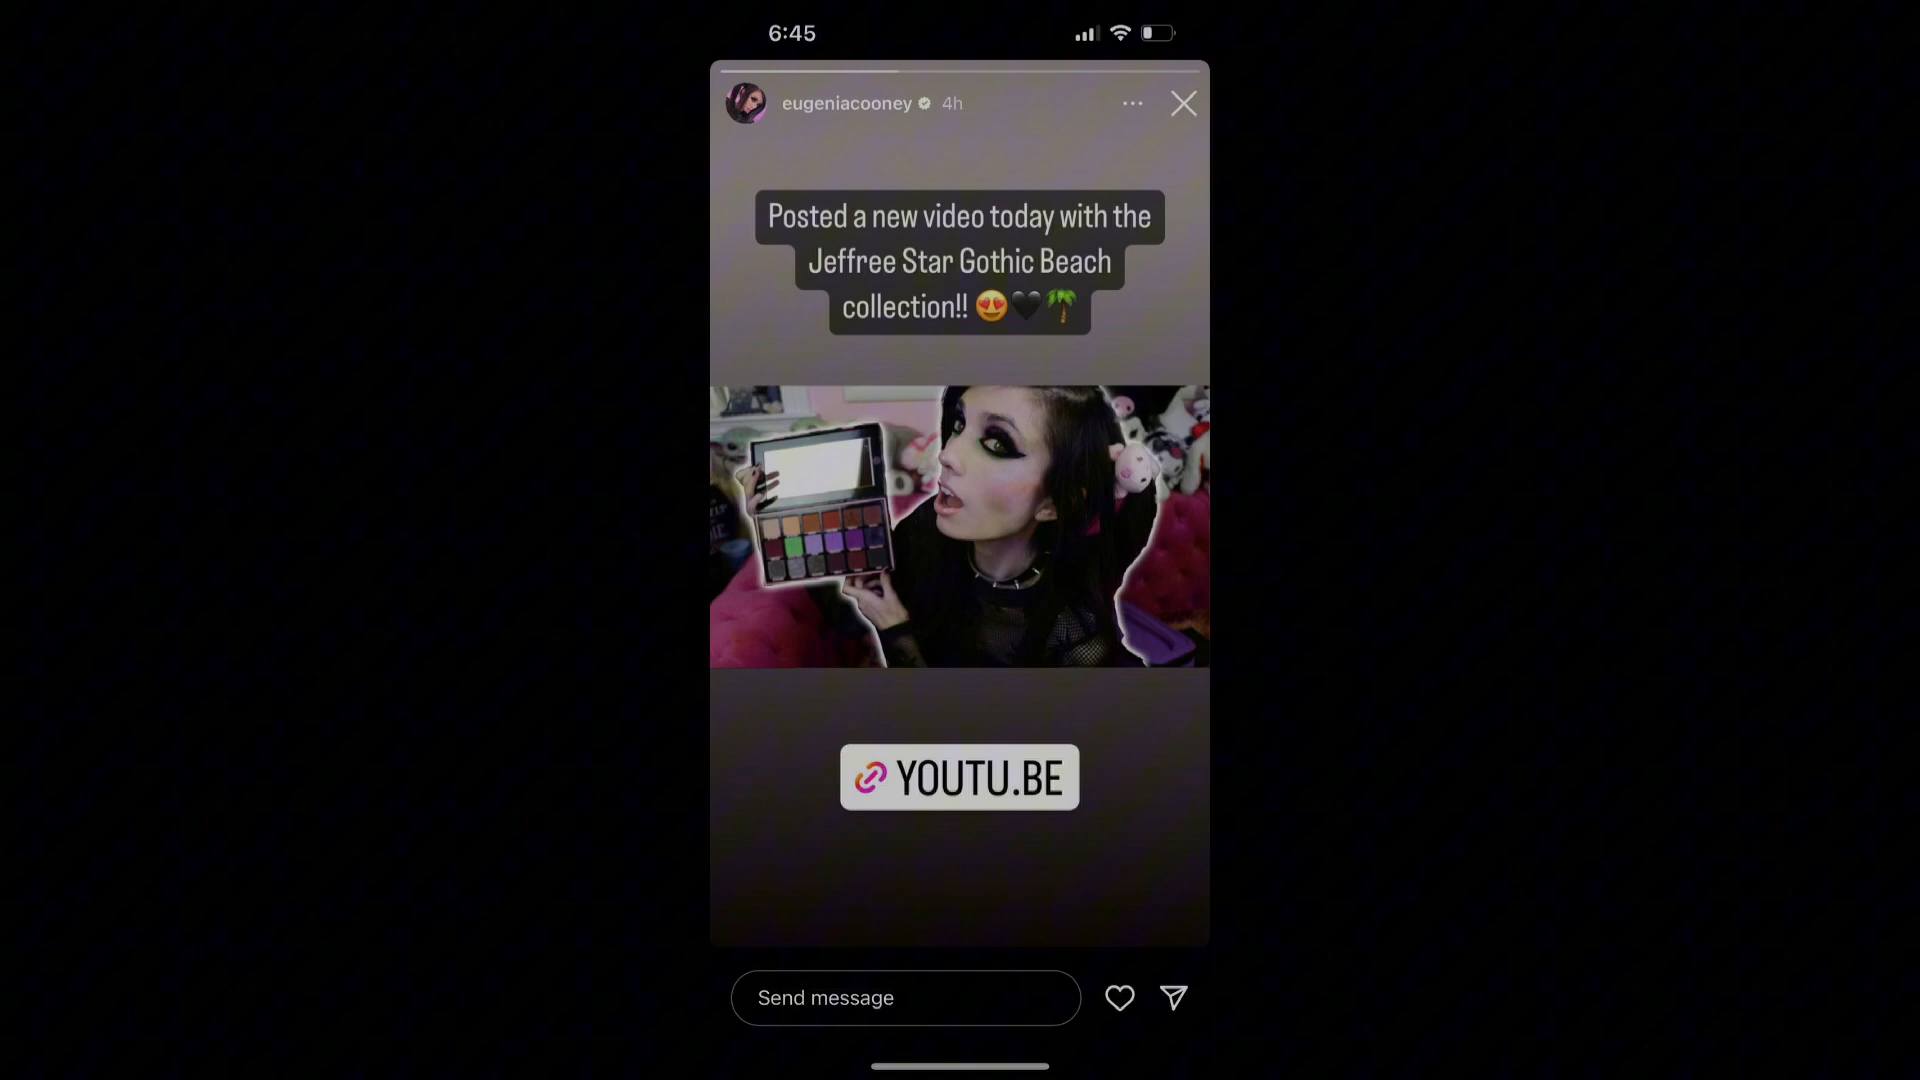 6:45
eugeniacooney 4h
Posted a new video today with the
Jeffree Star Gothic Beach
collection!! 😍🖤🌴
YOUTU.BE
Send message